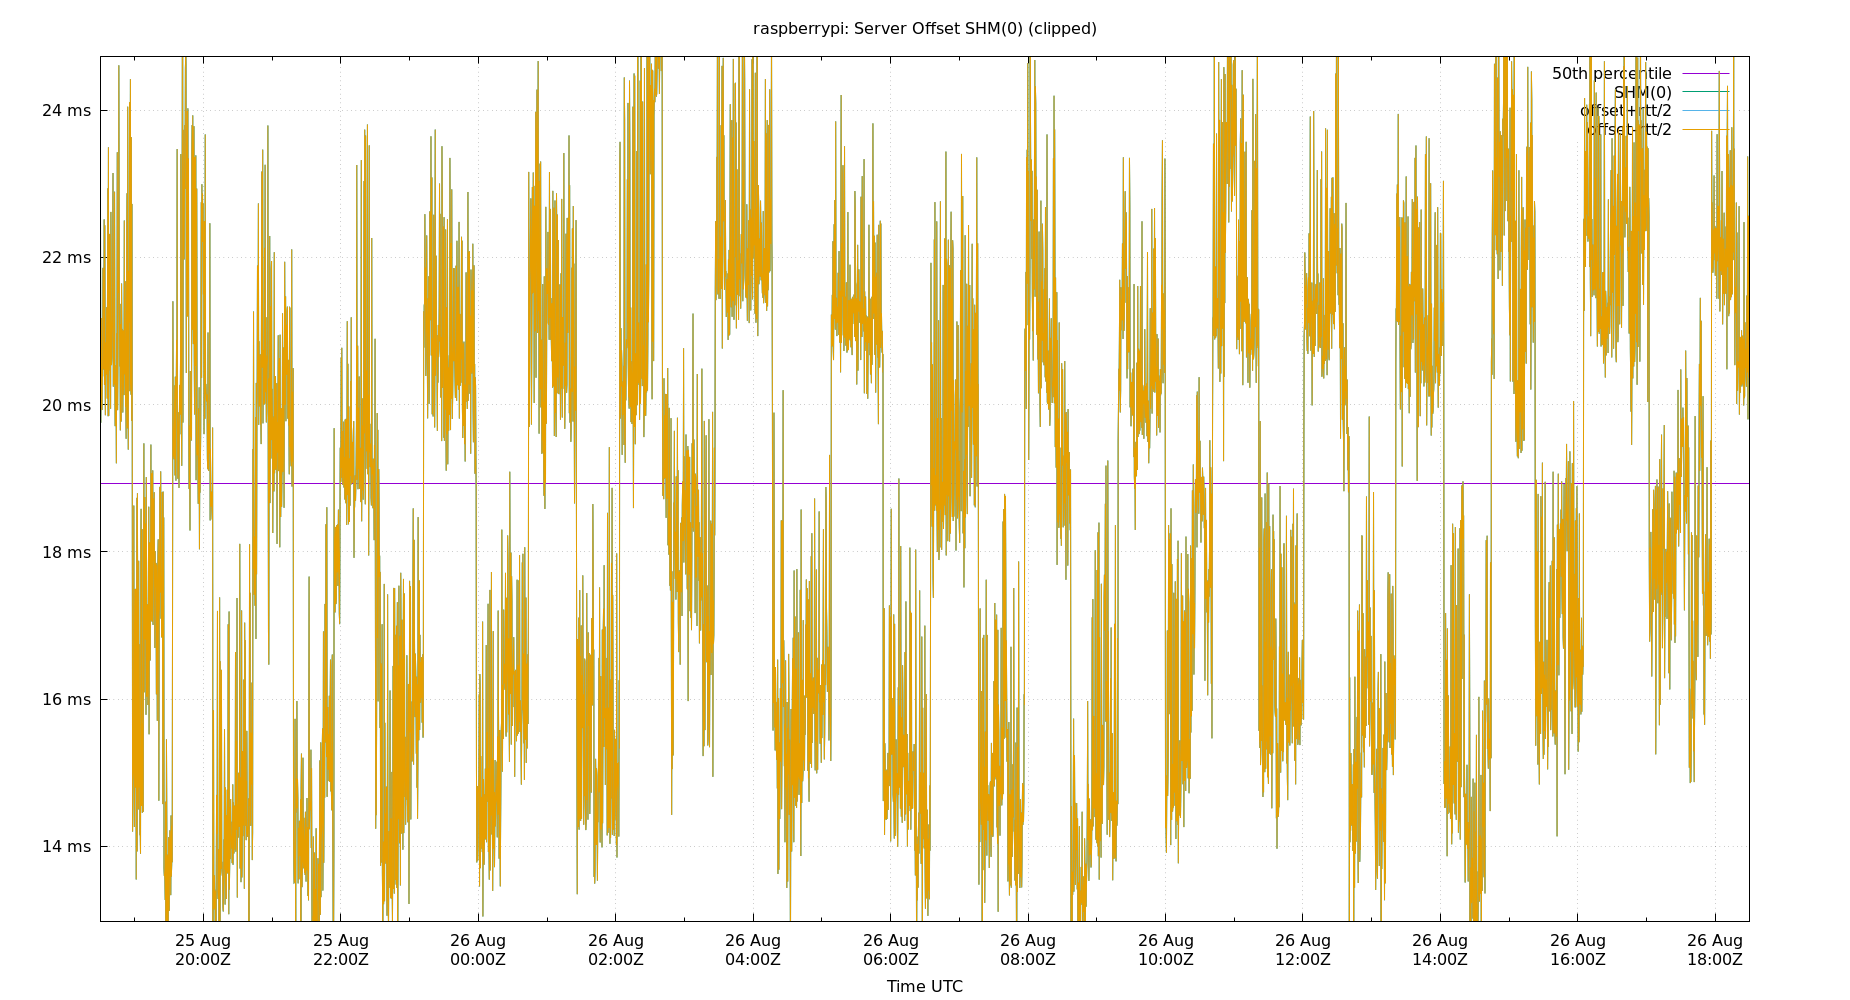 raspberrypi: Server Offset SHM(0) (clipped)
50th percentile
SHM(0)
offset+rtt/2
offset-rtt/2
24 ms
22 ms
20 ms
18 ms
16 ms
14 ms
25 Aug 25 Aug 26 Aug 26 Aug 26 Aug 26 Aug 26 Aug 26 Aug 26 Aug 26 Aug 26 Aug 26 Aug
20:00Z 22:00Z 00:00Z 02:00Z 04:00Z 06:00Z 08:00Z 10:00Z 12:00Z 14:00Z 16:00Z 18:00Z
Time UTC